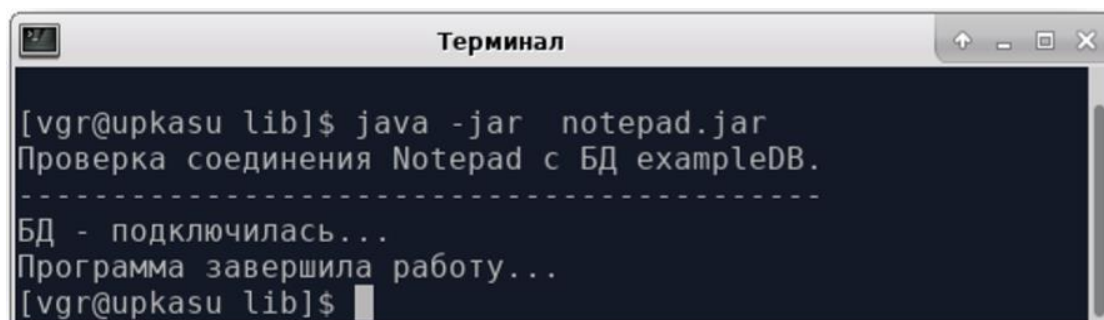 Терминал
[vgr@upkasu lib]$ java -jar  notepad.jar
Проверка соединения Notepad с БД exampleDB.
-------------------------------------------
БД - подключилась...
Программа завершила работу...
[vgr@upkasu lib]$